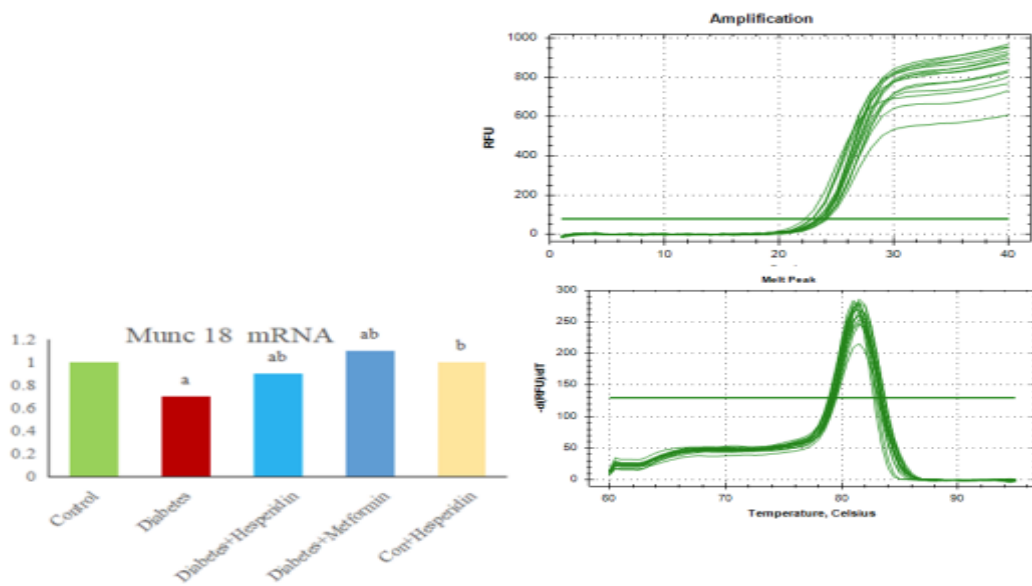 Amplification
1000
800
600
400
200
0
RFU
0 10 20 30 40
Melt Peak
300
250
200
150
100
50
0
-d(RFU)/dT
60 70 80 90
Temperature, Celsius
Munc 18 mRNA
1.2
1
0.8
0.6
0.4
0.2
0
a
ab
ab
b
Control
Diabetes
Diabetes+Hesperidin
Diabetes+Metformin
Con+Hesperidin